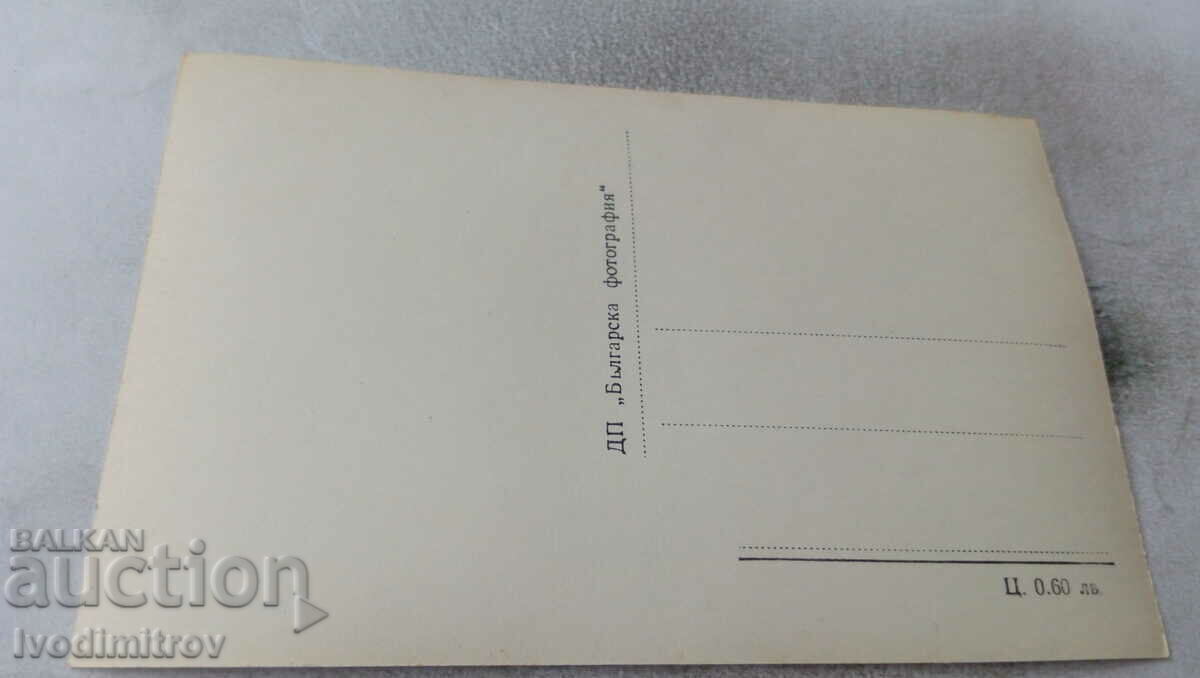 ДП „Българска фотография"
Ц. 0.60 лв.
BALKAN
auction
Ivodimitrov